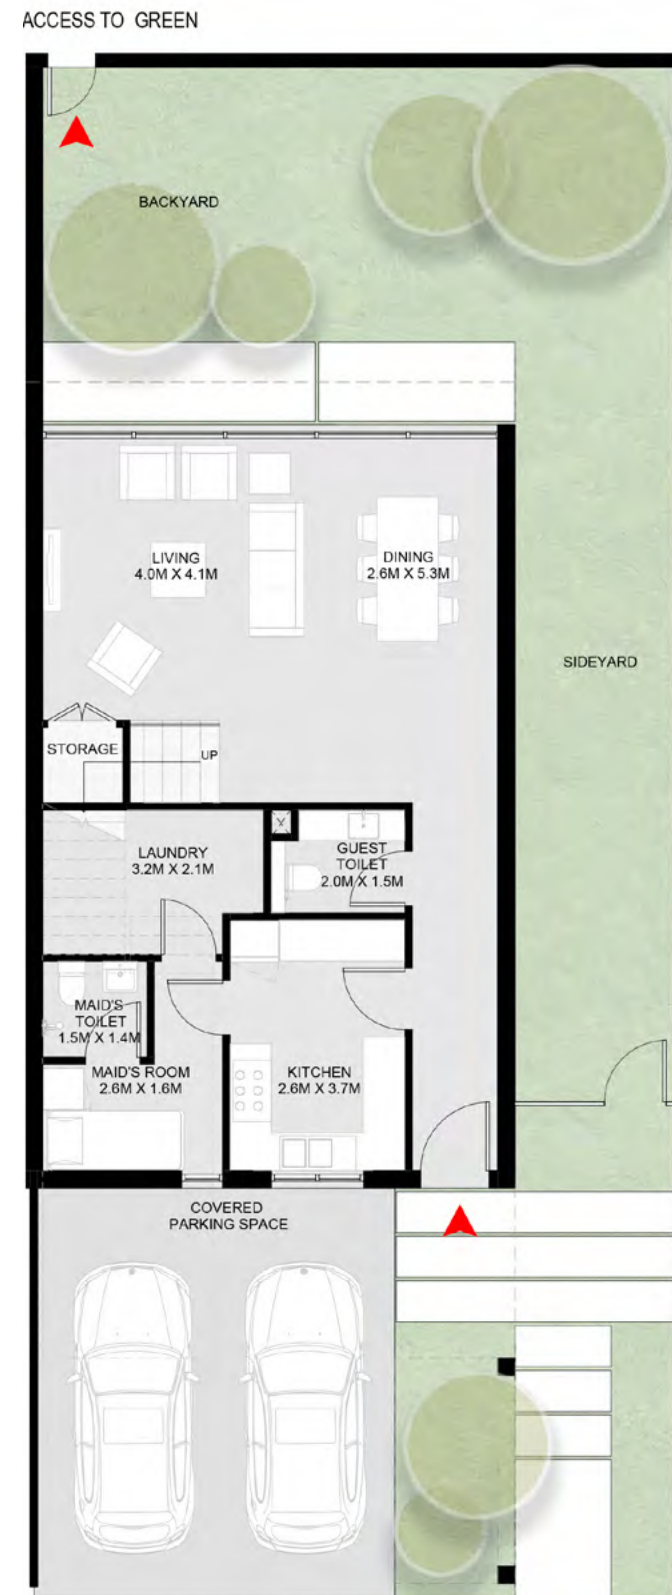 ACCESS TO GREEN
BACKYARD
LIVING
4.0M X 4.1M
DINING
2.6M X 5.3M
SIDEYARD
STORAGE
UP
LAUNDRY
3.2M X 2.1M
GUEST
TOILET
2.0M X 1.5M
MAID'S
TOILET
1.5M X 1.4M
MAID'S ROOM
2.6M X 1.6M
KITCHEN
2.6M X 3.7M
COVERED
PARKING SPACE